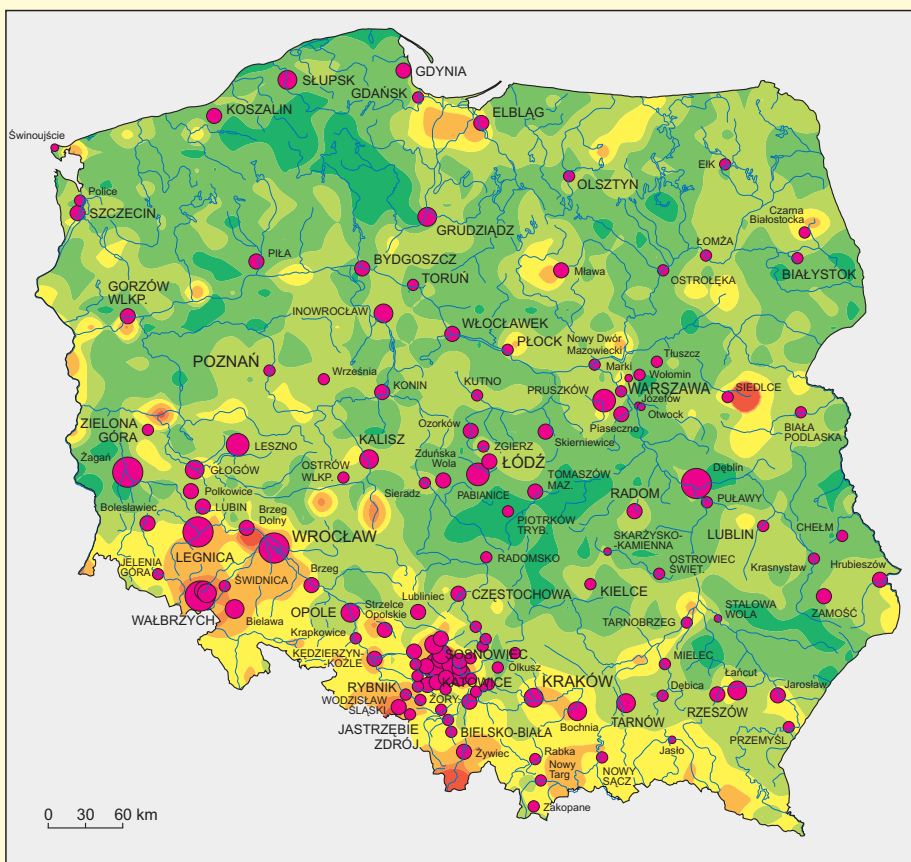 GDYNIA
SŁUPSK
GDAŃSK
KOSZALIN
ELBLĄG
Świnoujście
Ełk
OLSZTYN
Police
SZCZECIN
Czarna
Białostocka
GRUDZIĄDZ
ŁOMŻA
PIŁA
BYDGOSZCZ
BIAŁYSTOK
Mława
OSTROŁĘKA
TORUŃ
GORZÓW
WLKP.
INOWROCŁAW
WŁOCŁAWEK
PŁOCK
Nowy Dwór
Mazowiecki
Tłuszcz
POZNAŃ
Marki
Wołomin
Września
KONIN
KUTNO
PRUSZKÓW
WARSZAWA
SIEDLCE
Józefów
Otwock
Piaseczno
BIAŁA
PODLASKA
ZIELONA
GÓRA
Ozorków
Skierniewice
LESZNO
KALISZ
ZGIERZ
Żagań
GŁOGÓW
OSTRÓW
WLKP.
Zduńska
Wola
ŁÓDŹ
Dęblin
Sieradz
PABIANICE
TOMASZÓW
MAZ.
RADOM
PUŁAWY
Polkowice
LUBIN
Bolesławiec
Brzeg
Dolny
PIOTRKÓW
TRYB.
LUBLIN
CHEŁM
WROCŁAW
SKARŻYSKO-
-KAMIENNA
LEGNICA
JELENIA
GÓRA
RADOMSKO
OSTROWIEC
ŚWIĘT.
Krasnystaw
Hrubieszów
ŚWIDNICA
Brzeg
KIELCE
CZĘSTOCHOWA
ZAMOŚĆ
Lubliniec
WAŁBRZYCH
Bielawa
OPOLE
Strzelce
Opolskie
STALOWA
WOLA
TARNOBRZEG
Krapkowice
KĘDZIERZYN-
-KOŹLE
SOSNOWIEC
Olkusz
MIELEC
KATOWICE
KRAKÓW
RYBNIK
WODZISŁAW
ŚLĄSKI
ŻORY
Dębica
Łańcut
Jarosław
RZESZÓW
JASTRZĘBIE
ZDRÓJ
BIELSKO-BIAŁA
Bochnia
TARNÓW
PRZEMYŚL
Żywiec
Rabka
Jasło
Nowy
Targ
NOWY
SĄCZ
Zakopane
0 30 60 km